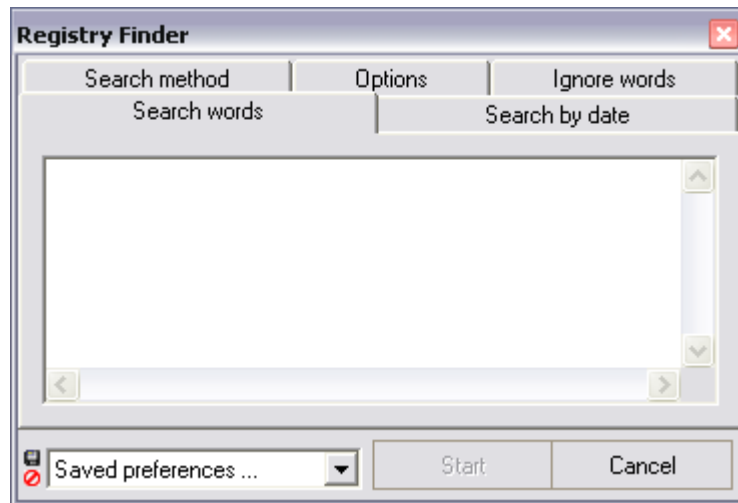 Registry Finder
Search method Options Ignore words
Search words Search by date
Saved preferences ... Start Cancel